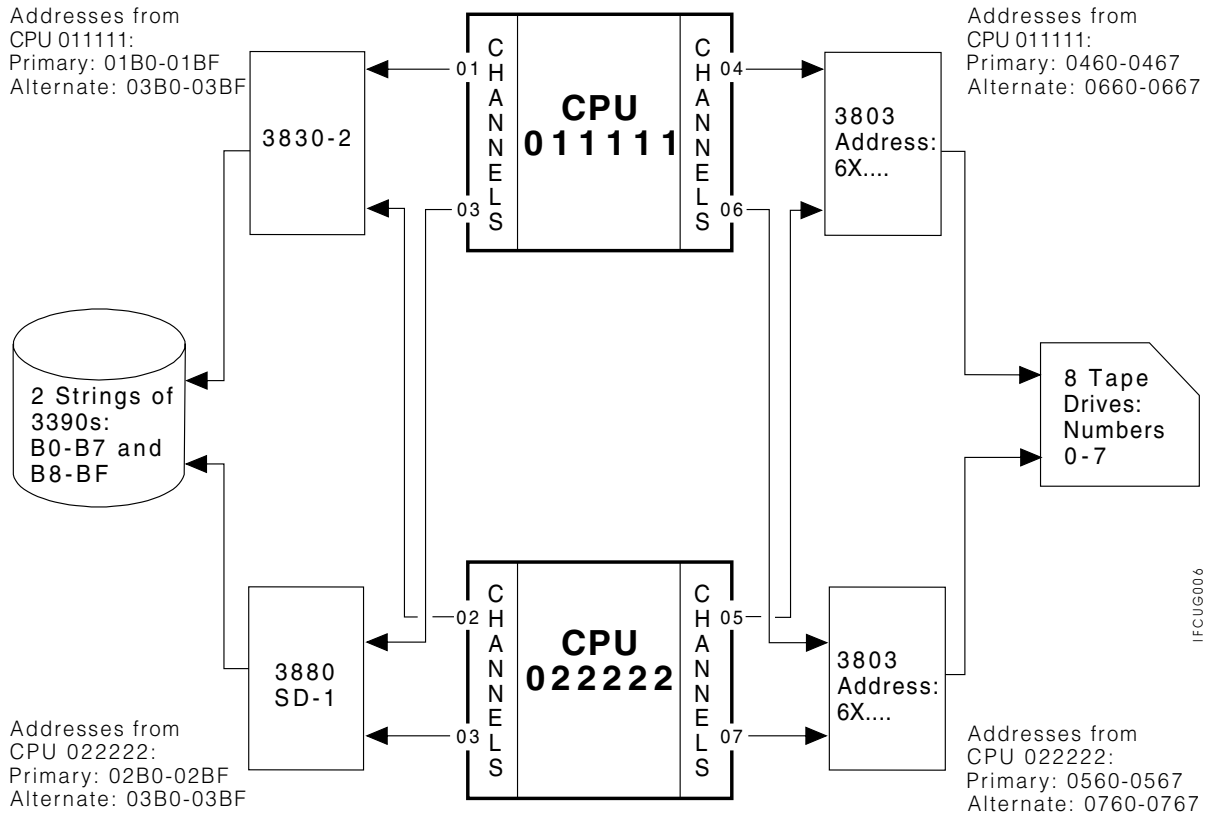 Addresses from
CPU 011111:
Primary: 01B0-01BF
Alternate: 03B0-03BF
3830-2
01
03
CHANNELS
CPU
011111
CHANNELS
04
06
3803
Address:
6X....
Addresses from
CPU 011111:
Primary: 0460-0467
Alternate: 0660-0667
2 Strings of
3390s:
B0-B7 and
B8-BF
8 Tape
Drives:
Numbers
0-7
3880
SD-1
02
03
CHANNELS
CPU
022222
CHANNELS
05
07
3803
Address:
6X....
IFCUG006
Addresses from
CPU 022222:
Primary: 02B0-02BF
Alternate: 03B0-03BF
Addresses from
CPU 022222:
Primary: 0560-0567
Alternate: 0760-0767